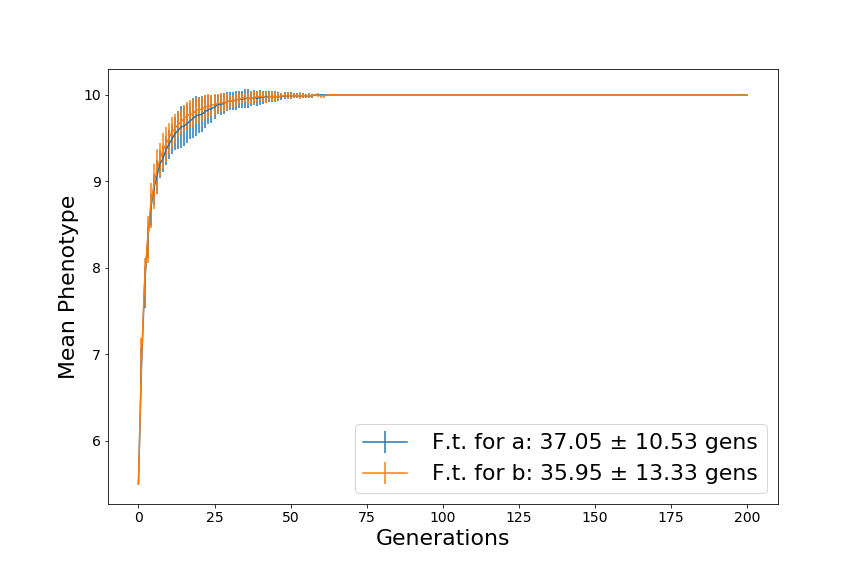 10
9
8
7
6
Mean Phenotype
F.t. for a: 37.05 ± 10.53 gens
F.t. for b: 35.95 ± 13.33 gens
0 25 50 75 100 125 150 175 200
Generations